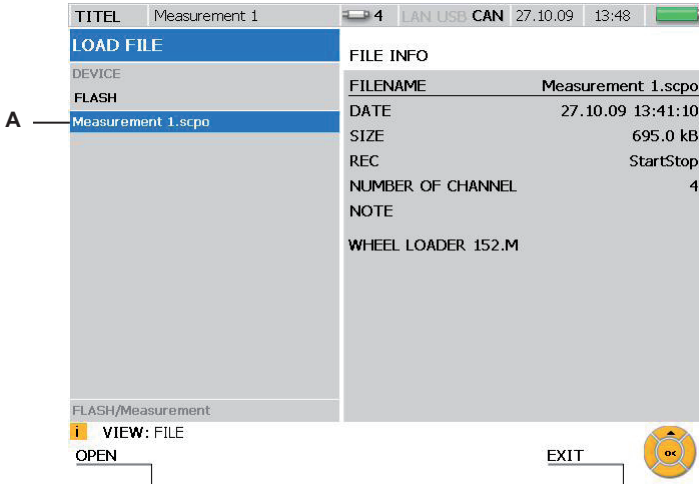 TITEL Measurement 1 4 LAN USB CAN 27.10.09 13:48
LOAD FILE
DEVICE
FLASH
A
Measurement 1.scpo
FLASH/Measurement
FILE INFO
FILENAME Measurement 1.scpo
DATE 27.10.09 13:41:10
SIZE 695.0 kB
REC StartStop
NUMBER OF CHANNEL 4
NOTE
WHEEL LOADER 152.M
i VIEW: FILE
OPEN EXIT OK